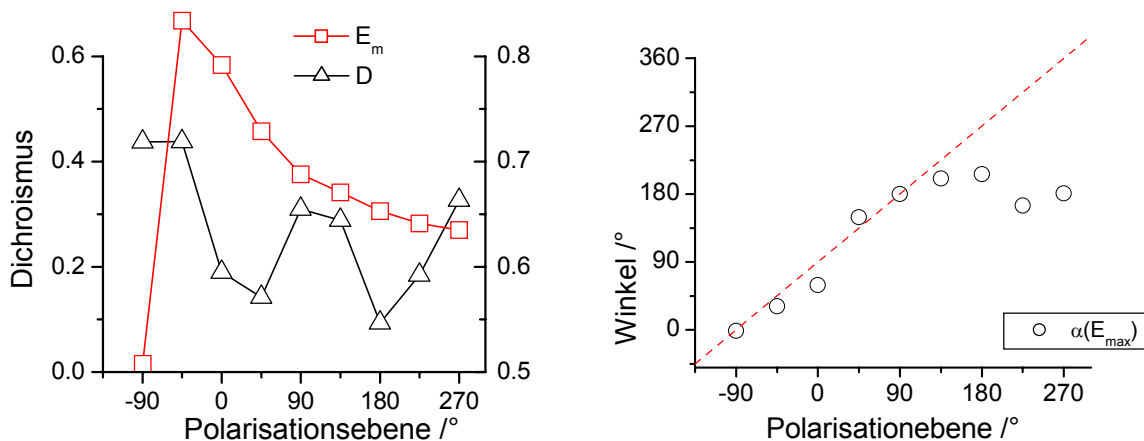 E_m
D
0.6
0.4
0.2
0.0
Dichroismus
0.8
0.7
0.6
0.5
-90 0 90 180 270
Polarisationsebene /°
360
270
180
90
0
Winkel /°
α(E_max)
-90 0 90 180 270
Polarisationebene /°